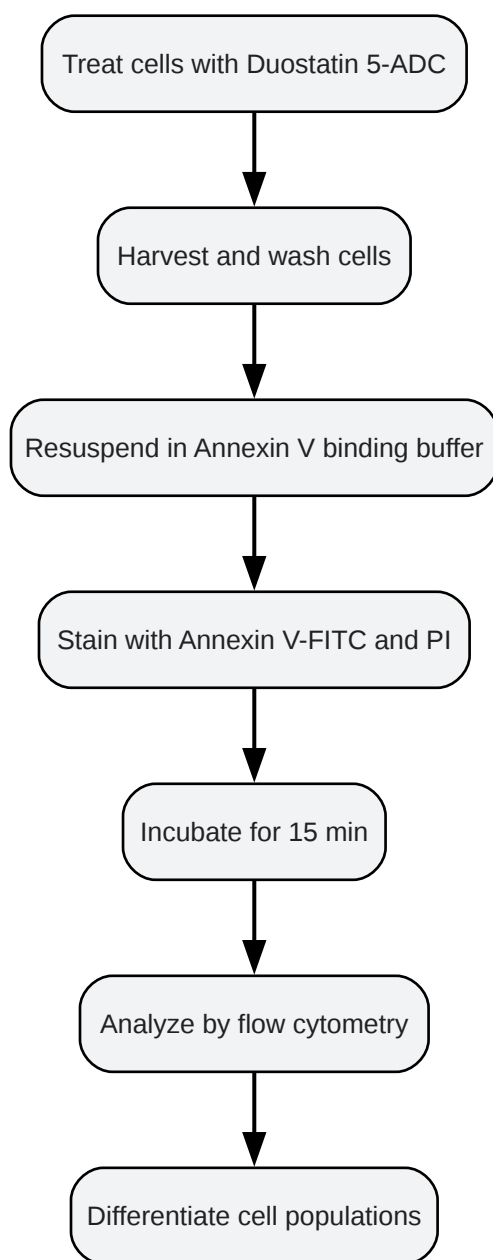 Treat cells with Duostatin 5-ADC
Harvest and wash cells
Resuspend in Annexin V binding buffer
Stain with Annexin V-FITC and PI
Incubate for 15 min
Analyze by flow cytometry
Differentiate cell populations